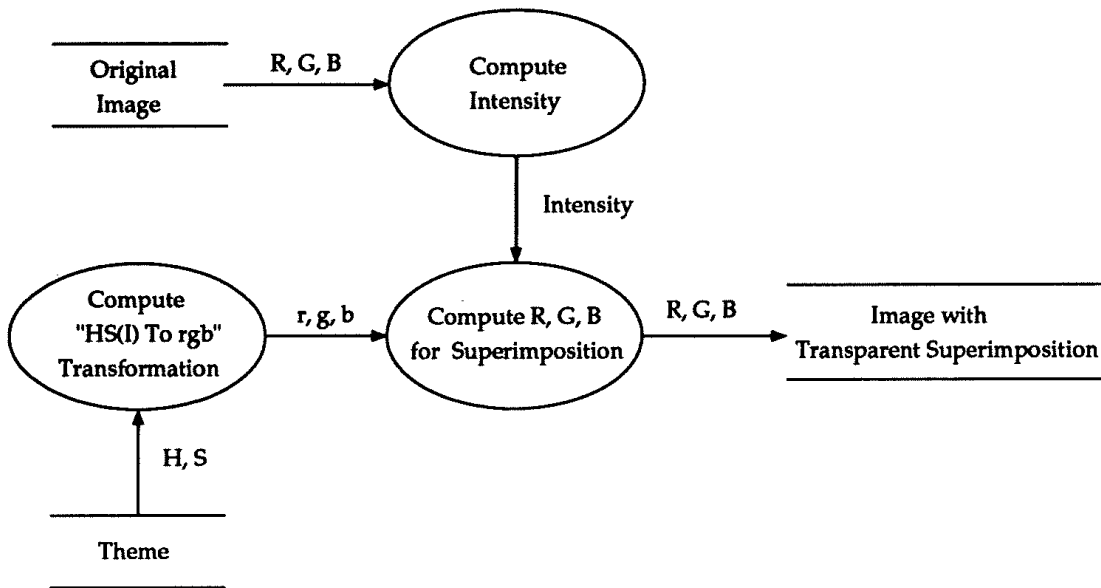 Original
Image
R, G, B
Compute
Intensity
Intensity
Compute
"HS(I) To rgb"
Transformation
r, g, b
Compute R, G, B
for Superimposition
R, G, B
Image with
Transparent Superimposition
H, S
Theme